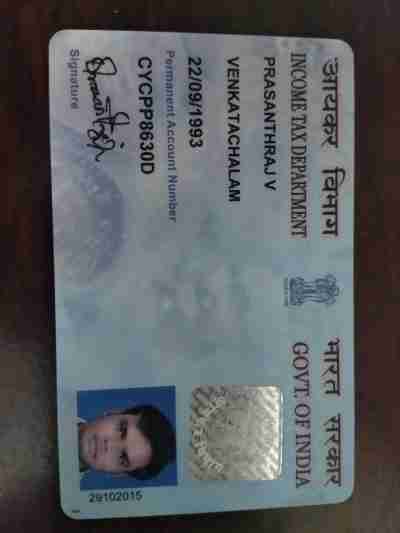 आयकर विभाग
INCOME TAX DEPARTMENT
भारत सरकार
GOVT. OF INDIA
PRASANTHRAJ V
VENKATACHALAM
22/09/1993
Permanent Account Number
CYCPP8630D
Signature
29102015